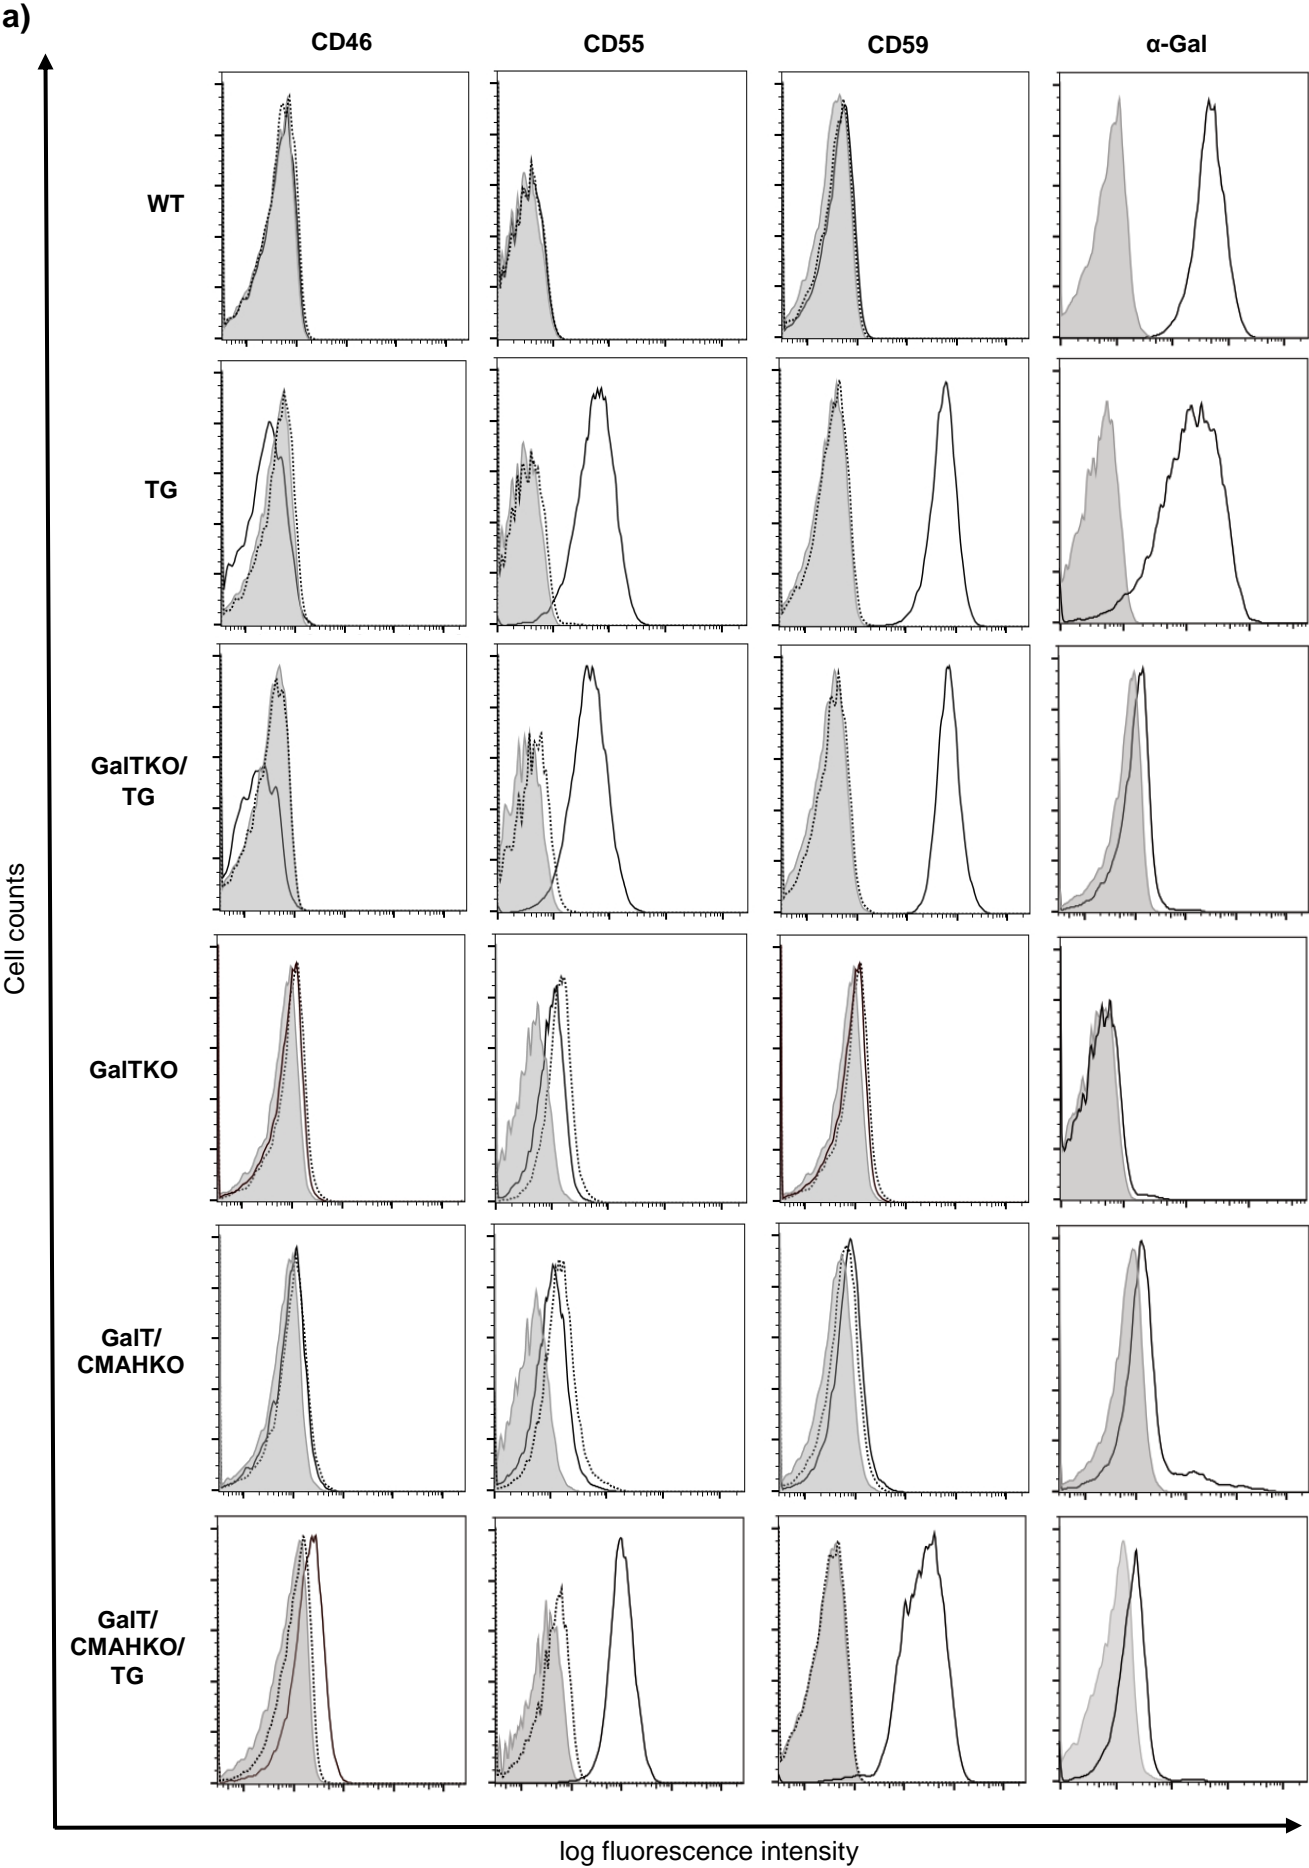 a)
CD46
CD55
CD59
α-Gal
WT
TG
GalTKO/
TG
GalTKO
GalT/
CMAHKO
GalT/
CMAHKO/
TG
Cell counts
log fluorescence intensity